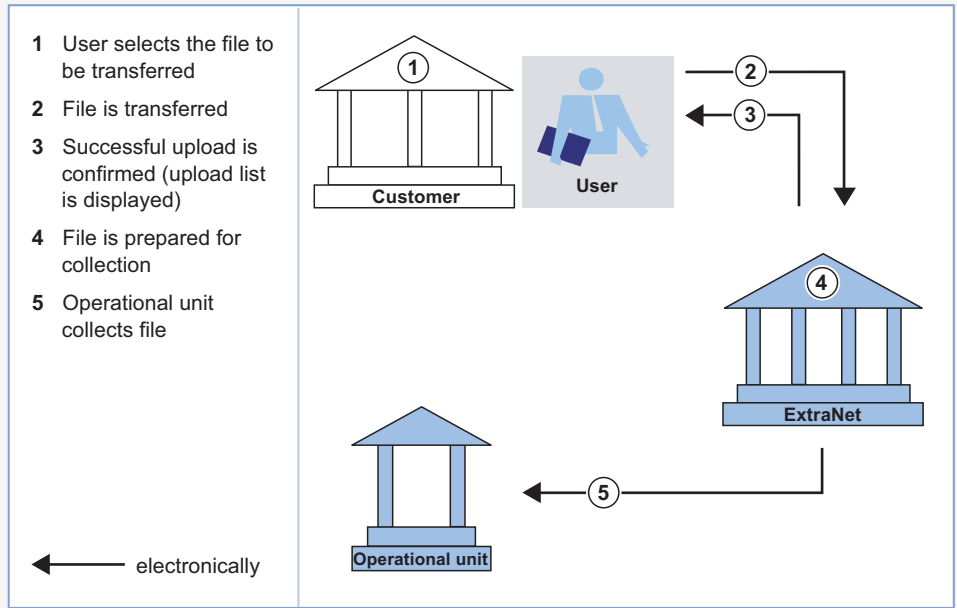 1 User selects the file to
be transferred
2 File is transferred
3 Successful upload is
confirmed (upload list
is displayed)
4 File is prepared for
collection
5 Operational unit
collects file
electronically
1
Customer
User
2
3
4
ExtraNet
5
Operational unit